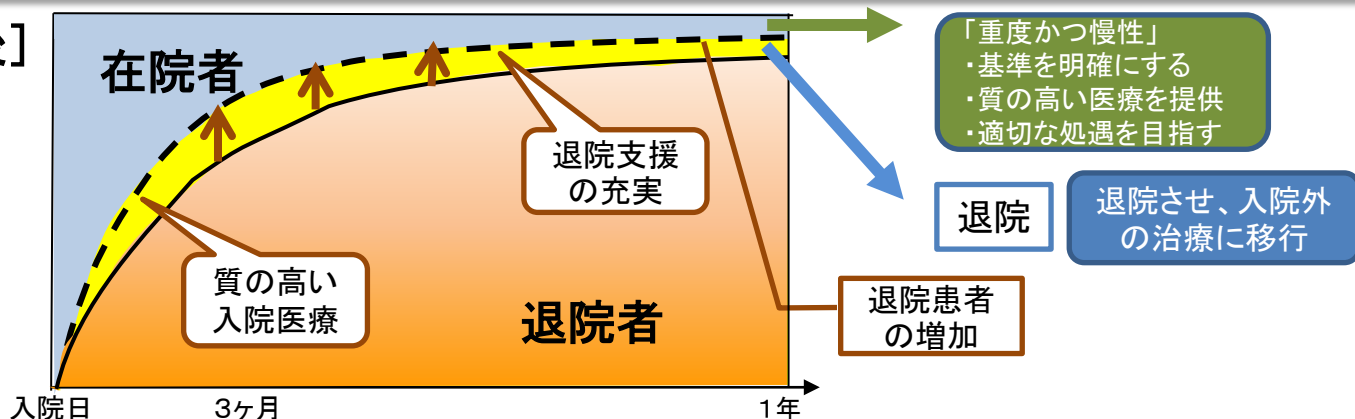 ]
在院者
「重度かつ慢性」
・基準を明確にする
・質の高い医療を提供
・適切な処遇を目指す
退院支援
の充実
退院
退院させ、入院外
の治療に移行
質の高い
入院医療
退院者
退院患者
の増加
入院日
3ヶ月
1年